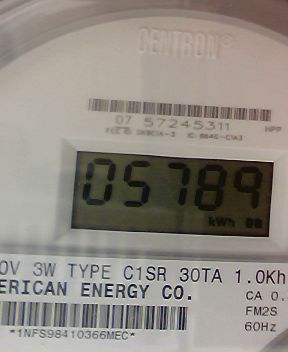 CENTRON®
07 57245311 HPP
05789
kWh
0V 3W TYPE C1SR 30TA 1.0Kh
ERICAN ENERGY CO. CA 0.
FM2S
*1NFS98410366MEC* 60Hz